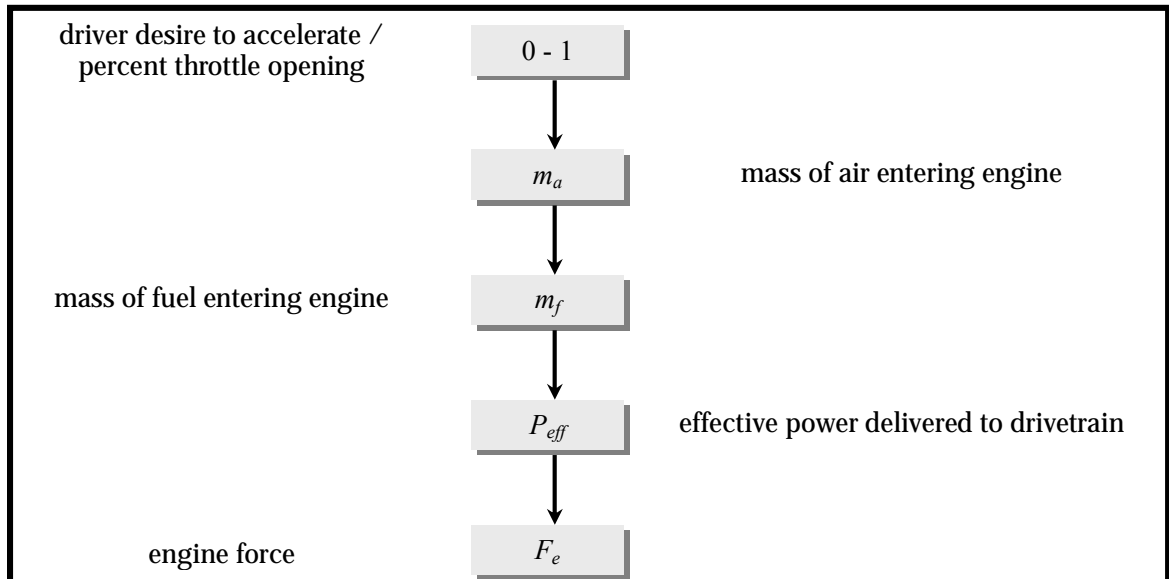 driver desire to accelerate /
percent throttle opening
0 - 1
m_a
mass of air entering engine
mass of fuel entering engine
m_f
P_eff
effective power delivered to drivetrain
engine force
F_e